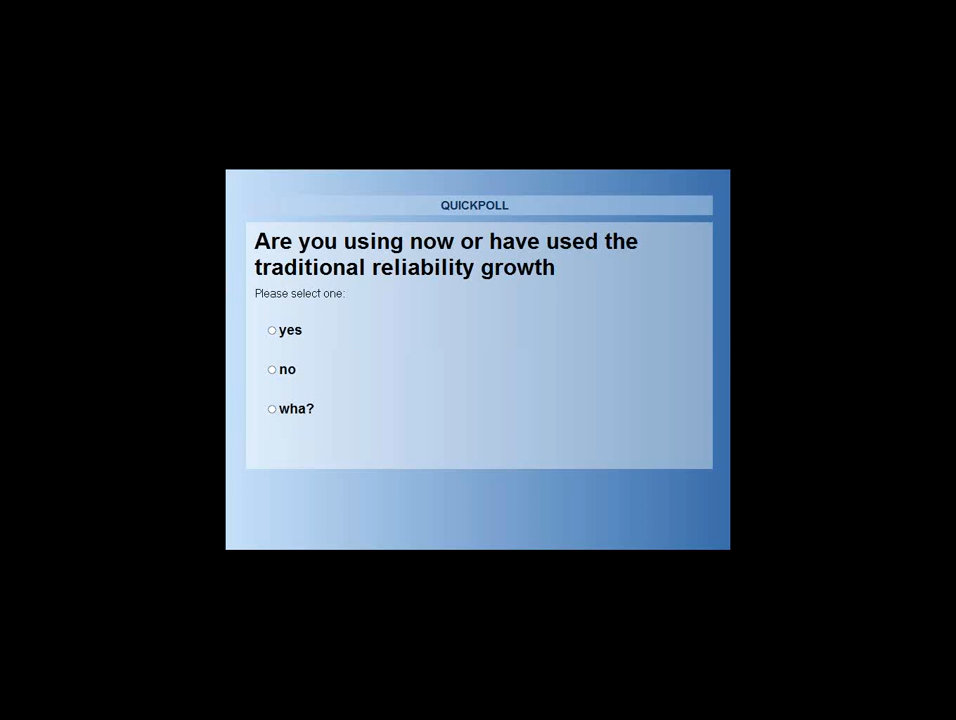 QUICKPOLL
Are you using now or have used the
traditional reliability growth
Please select one:
yes
no
wha?